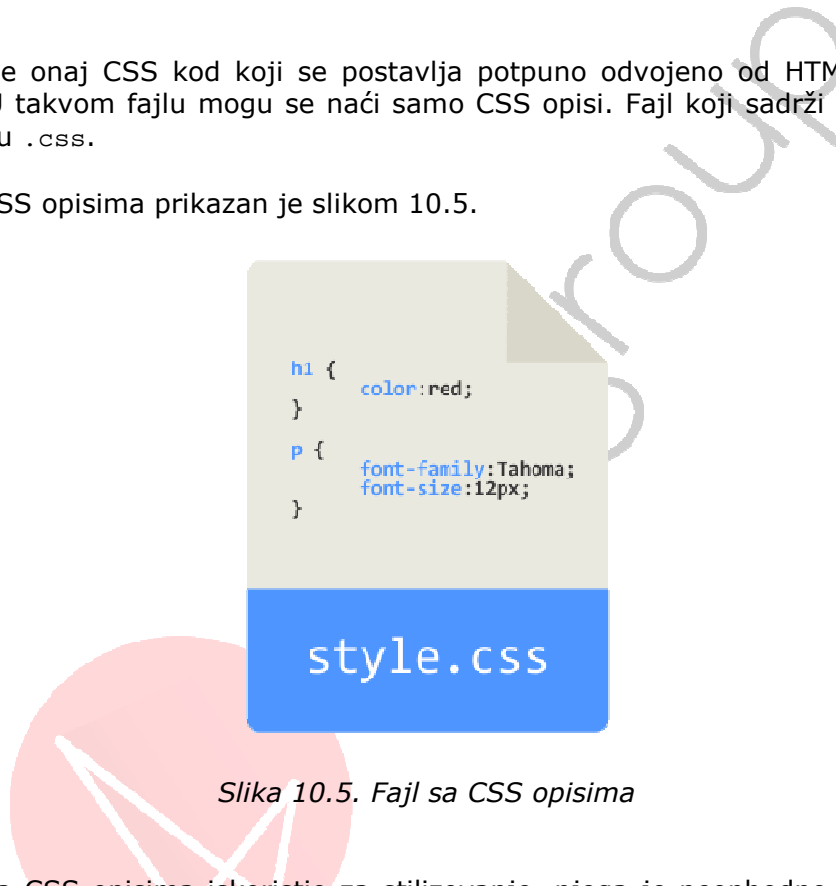 e onaj CSS kod koji se postavlja potpuno odvojeno od HTM
takvom fajlu mogu se naći samo CSS opisi. Fajl koji sadrži
u .css.
SS opisima prikazan je slikom 10.5.
h1 {
color:red;
}
p {
font-family:Tahoma;
font-size:12px;
}
style.css
Slika 10.5. Fajl sa CSS opisima
group